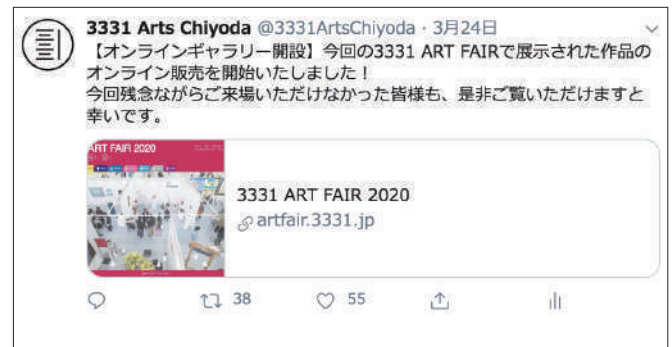 3331 Arts Chiyoda @3331ArtsChiyoda · 3月24日
【オンラインギャラリー開設】今回の3331 ART FAIRで展示された作品の
オンライン販売を開始いたしました！
今回残念ながらご来場いただけなかった皆様も、是非ご覧いただけますと
幸いです。
ART FAIR 2020
3331 ART FAIR 2020
artfair.3331.jp
38
55